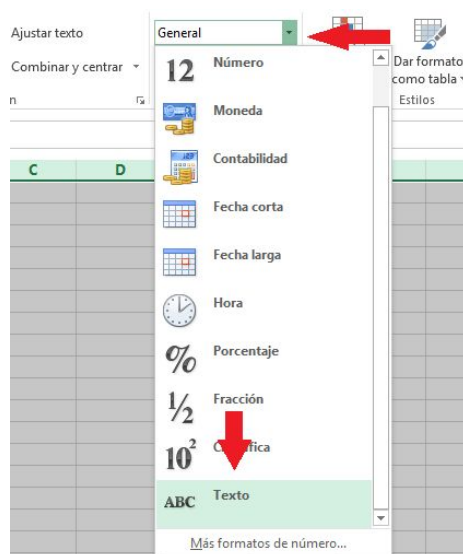 Ajustar texto
General
Combinar y centrar
Dar formato
como tabla
n
Estilos
C
D
12 Número
Moneda
Contabilidad
Fecha corta
Fecha larga
Hora
% Porcentaje
1/2 Fracción
10²
ABC Texto
Más formatos de número...